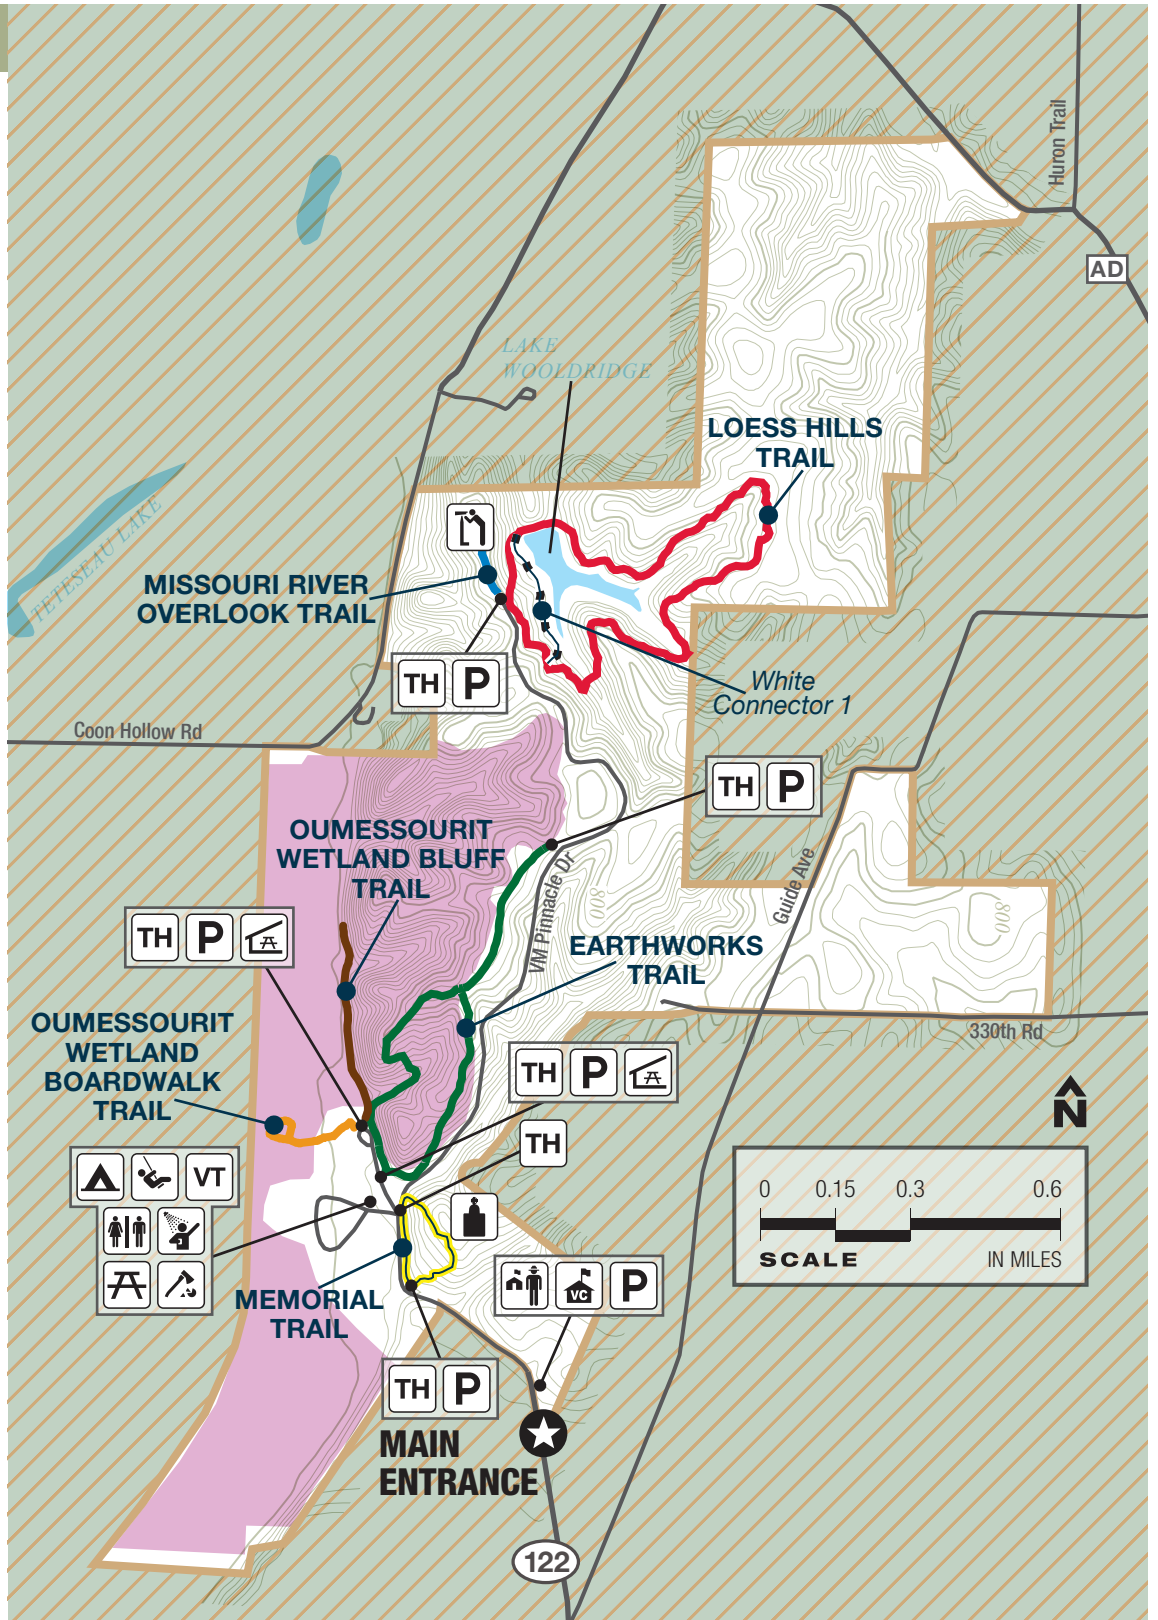 Huron Trail
AD
LAKE
WOOLDRIDGE
LOESS HILLS
TRAIL
TETESEAU LAKE
MISSOURI RIVER
OVERLOOK TRAIL
TH P
White
Connector 1
Coon Hollow Rd
TH P
OUMESSOURIT
WETLAND BLUFF
TRAIL
VM Pinnacle Dr
800'
Guide Ave
800'
TH P
EARTHWORKS
TRAIL
OUMESSOURIT
WETLAND
BOARDWALK
TRAIL
330th Rd
TH P
N
TH
VT
0 0.15 0.3 0.6
SCALE IN MILES
VC P
MEMORIAL
TRAIL
TH P
MAIN
ENTRANCE
122